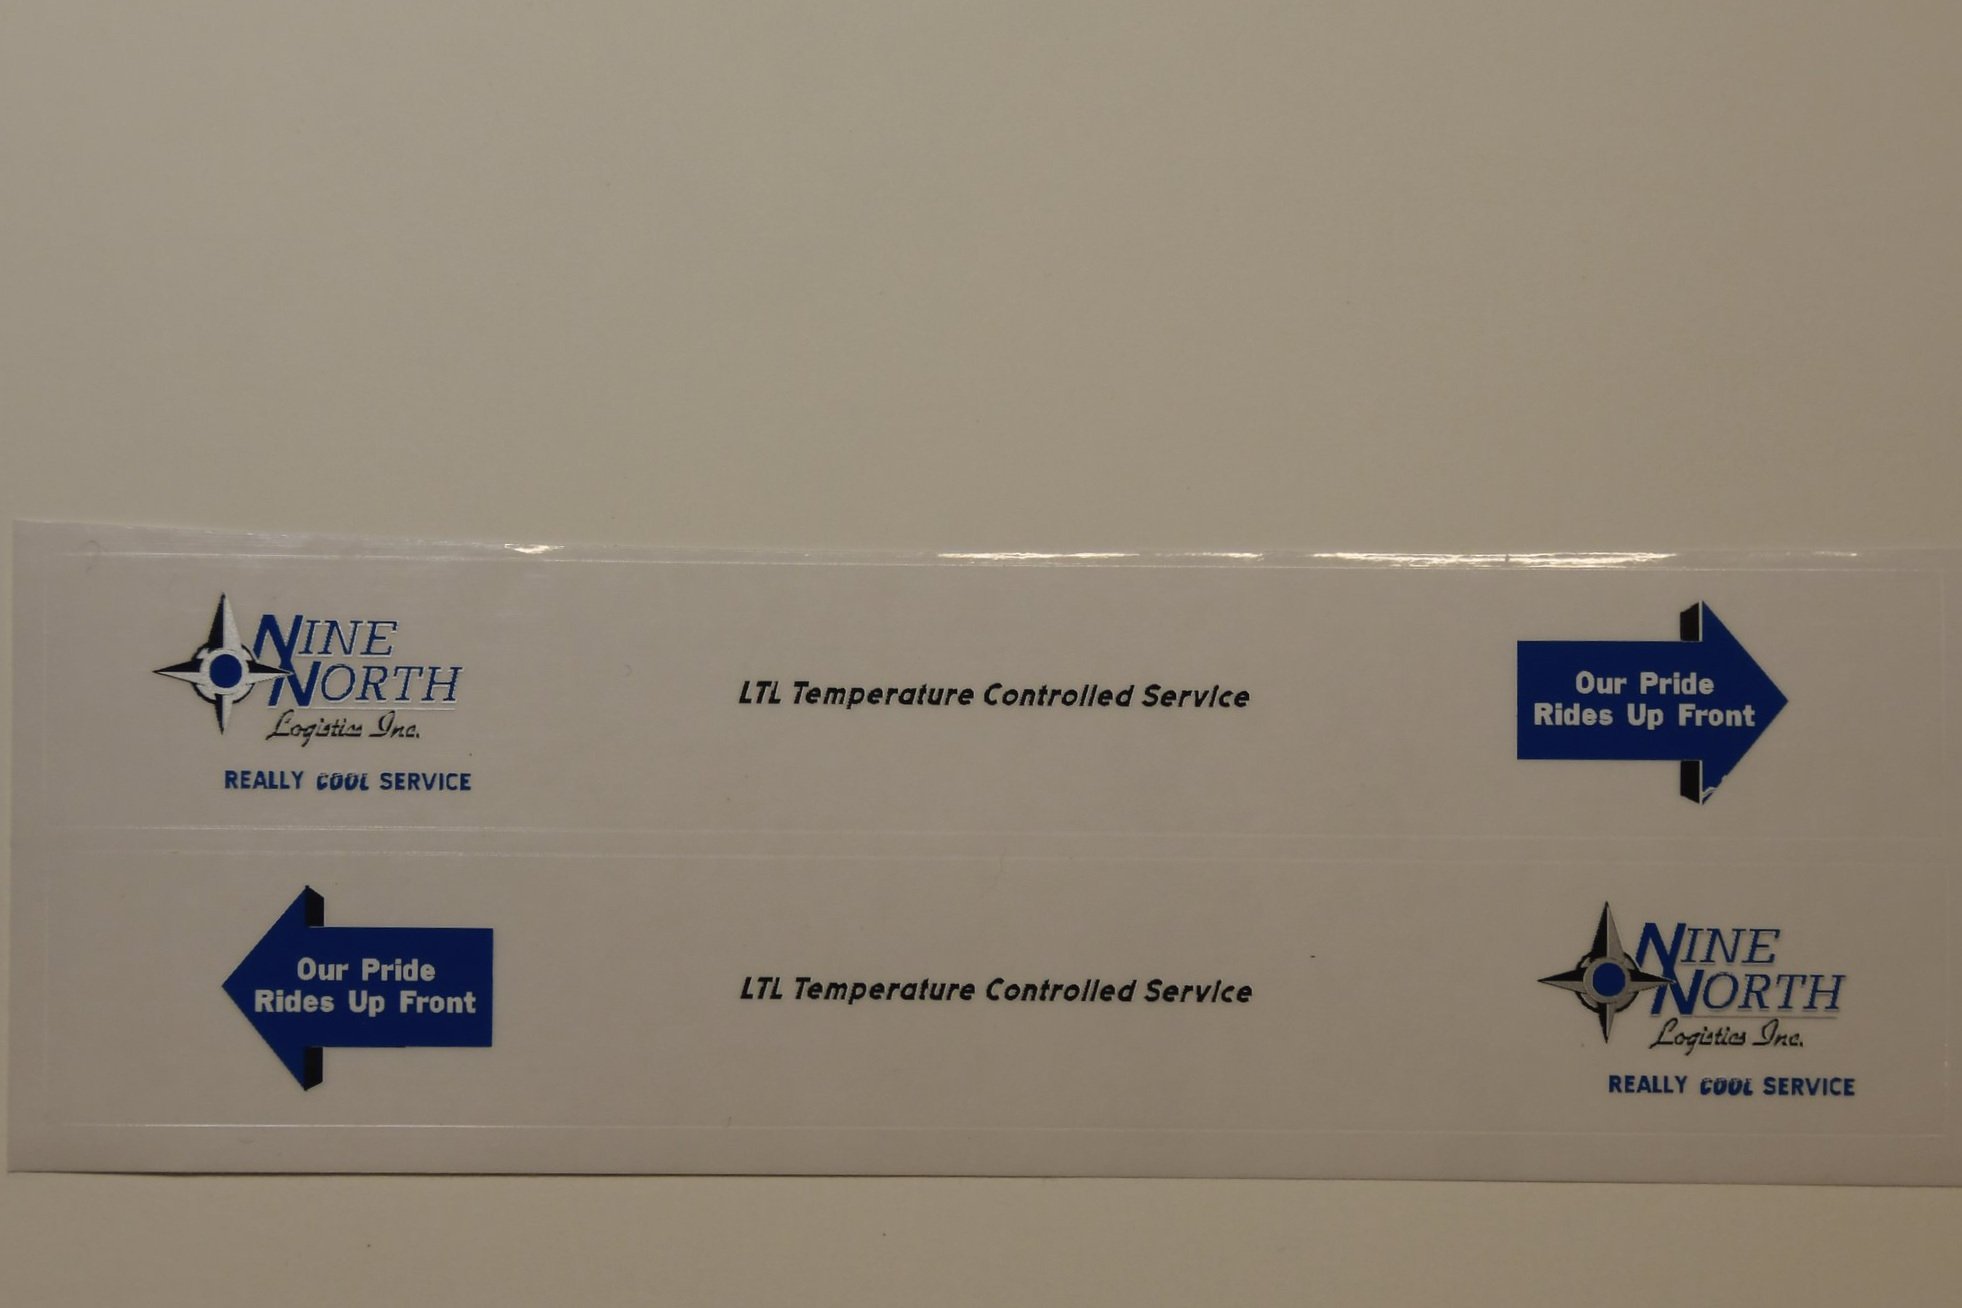 NINE
NORTH
Logistics Inc.
REALLY COOL SERVICE
LTL Temperature Controlled Service
Our Pride
Rides Up Front
Our Pride
Rides Up Front
LTL Temperature Controlled Service
NINE
NORTH
Logistics Inc.
REALLY COOL SERVICE